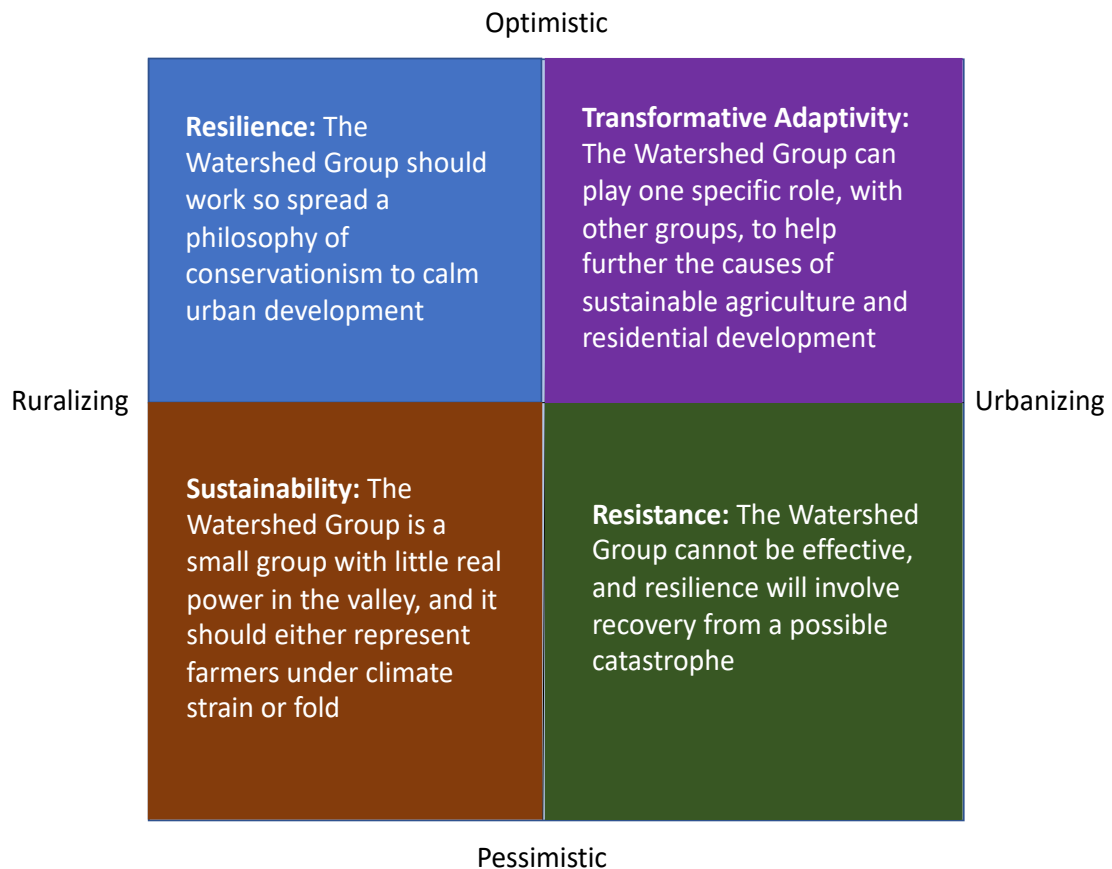 Optimistic
Resilience: The
Watershed Group should
work so spread a
philosophy of
conservationism to calm
urban development
Transformative Adaptivity:
The Watershed Group can
play one specific role, with
other groups, to help
further the causes of
sustainable agriculture and
residential development
Ruralizing
Urbanizing
Sustainability: The
Watershed Group is a
small group with little real
power in the valley, and it
should either represent
farmers under climate
strain or fold
Resistance: The Watershed
Group cannot be effective,
and resilience will involve
recovery from a possible
catastrophe
Pessimistic